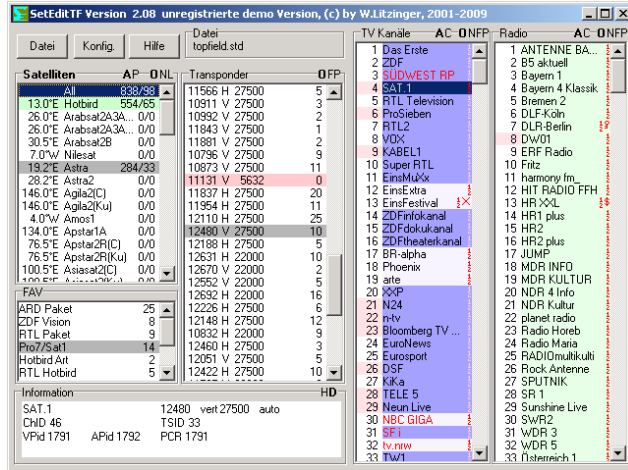 SetEditTF Version 2.08 unregistrierte demo Version, (c) by W.Litzinger, 2001-2009
Datei
Konfig.
Hilfe
Datei
topfield.std
Satelliten AP ONL
All 838/98
13.0°E Hotbird 554/65
26.0°E Arabsat2A3A... 0/0
26.0°E Arabsat2A3A... 0/0
30.5°E Arabsat2B 0/0
7.0°W Nilesat
19.2°E Astra 284/33
28.2°E Astra2 0/0
146.0°E Agila2(C) 0/0
146.0°E Agila2(Ku) 0/0
4.0°W Amos1 0/0
134.0°E Apstar1A 0/0
76.5°E Apstar2R(C) 0/0
76.5°E Apstar2R(Ku) 0/0
100.5°E Asiasat2(C) 0/0
FAV
ARD Paket 25
ZDF Vision 8
RTL Paket 9
Pro7/Sat1 14
Hotbird Art 2
RTL Hotbird 5
Transponder OFP
11566 H 27500 5
10911 V 27500 3
10992 V 27500 2
11843 V 27500 1
11881 V 27500 2
10796 V 27500 9
10873 V 27500 11
11131 V 5632 0
11837 H 27500 20
11954 H 27500 11
12110 H 27500 25
12480 V 27500 10
12188 H 27500 5
12631 H 22000 10
12670 V 22000 2
12552 V 22000 5
12692 H 22000 16
12226 H 27500 6
12148 H 27500 12
10832 H 22000 9
12460 H 27500 3
12051 V 27500 5
12422 H 27500 10
Information HD
SAT.1 12480 vert 27500 auto
ChID 46 TSID 33
VPid 1791 APid 1792 PCR 1791
TV Kanäle AC ONFP
1 Das Erste
2 ZDF
3 SÜDWEST RP
4 SAT.1
5 RTL Television
6 ProSieben
7 RTL2
8 VOX
9 KABEL1
10 Super RTL
11 EinsMuXx
12 EinsExtra
13 EinsFestival
14 ZDFinfokanal
15 ZDFdokukanal
16 ZDFtheaterkanal
17 BR-alpha
18 Phoenix
19 arte
20 XXP
21 N24
22 n-tv
23 Bloomberg TV ...
24 EuroNews
25 Eurosport
26 DSF
27 KiKa
28 TELE 5
29 Neun Live
30 NBC GIGA
31 SF i
32 tv.nrw
33 TW1
Radio AC ONFP
1 ANTENNE BA...
2 B5 aktuell
3 Bayern 1
4 Bayern 4 Klassik
5 Bremen 2
6 DLF-Köln
7 DLR-Berlin
8 DW01
9 ERF Radio
10 Fritz
11 harmony fm_
12 HIT RADIO FFH
13 HR XXL
14 HR1 plus
15 HR2
16 HR2 plus
17 JUMP
18 MDR INFO
19 MDR KULTUR
20 NDR 4 Info
21 NDR Kultur
22 planet radio
23 Radio Horeb
24 Radio Maria
25 RADIOmultikulti
26 Rock Antenne
27 SPUTNIK
28 SR 1
29 Sunshine Live
30 SWR2
31 WDR 3
32 WDR 5
33 Österreich 1